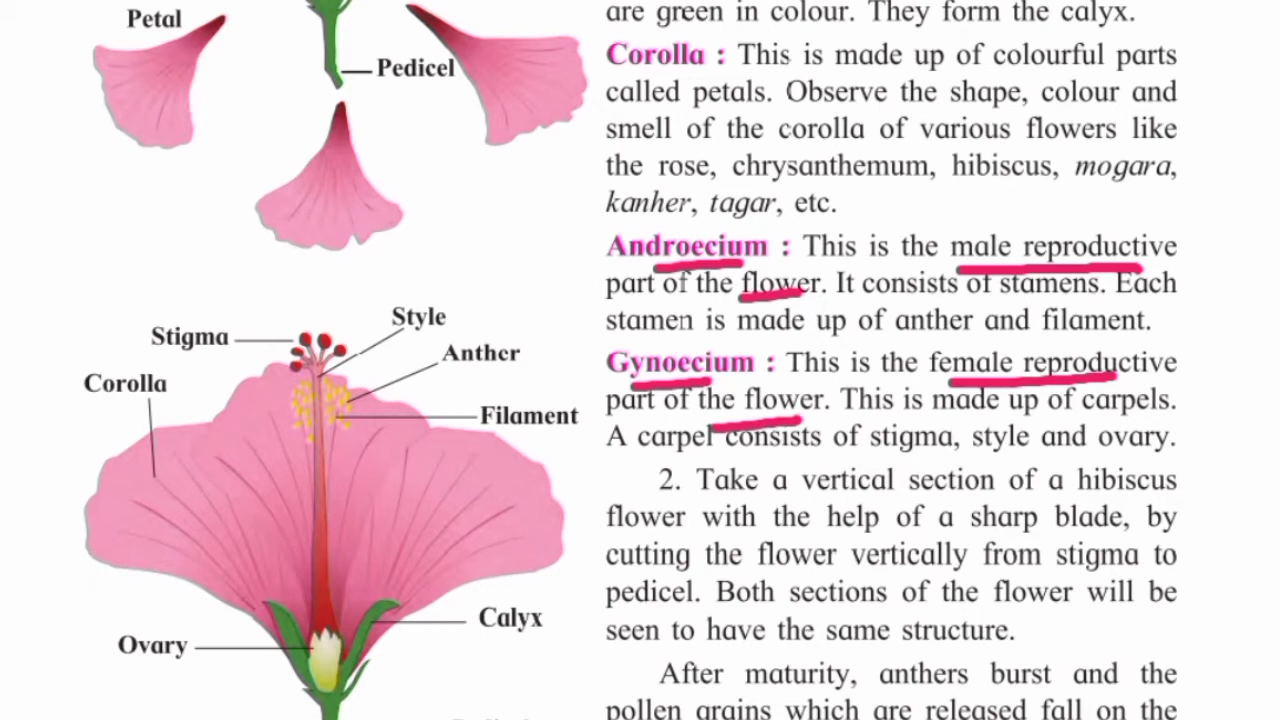 Petal
Pedicel
Stigma
Style
Anther
Corolla
Filament
Calyx
Ovary
are green in colour. They form the calyx.
Corolla : This is made up of colourful parts
called petals. Observe the shape, colour and
smell of the corolla of various flowers like
the rose, chrysanthemum, hibiscus, mogara,
kanher, tagar, etc.
Androecium : This is the male reproductive
part of the flower. It consists of stamens. Each
stamen is made up of anther and filament.
Gynoecium : This is the female reproductive
part of the flower. This is made up of carpels.
A carpel consists of stigma, style and ovary.
2. Take a vertical section of a hibiscus
flower with the help of a sharp blade, by
cutting the flower vertically from stigma to
pedicel. Both sections of the flower will be
seen to have the same structure.
After maturity, anthers burst and the
pollen grains which are released fall on the